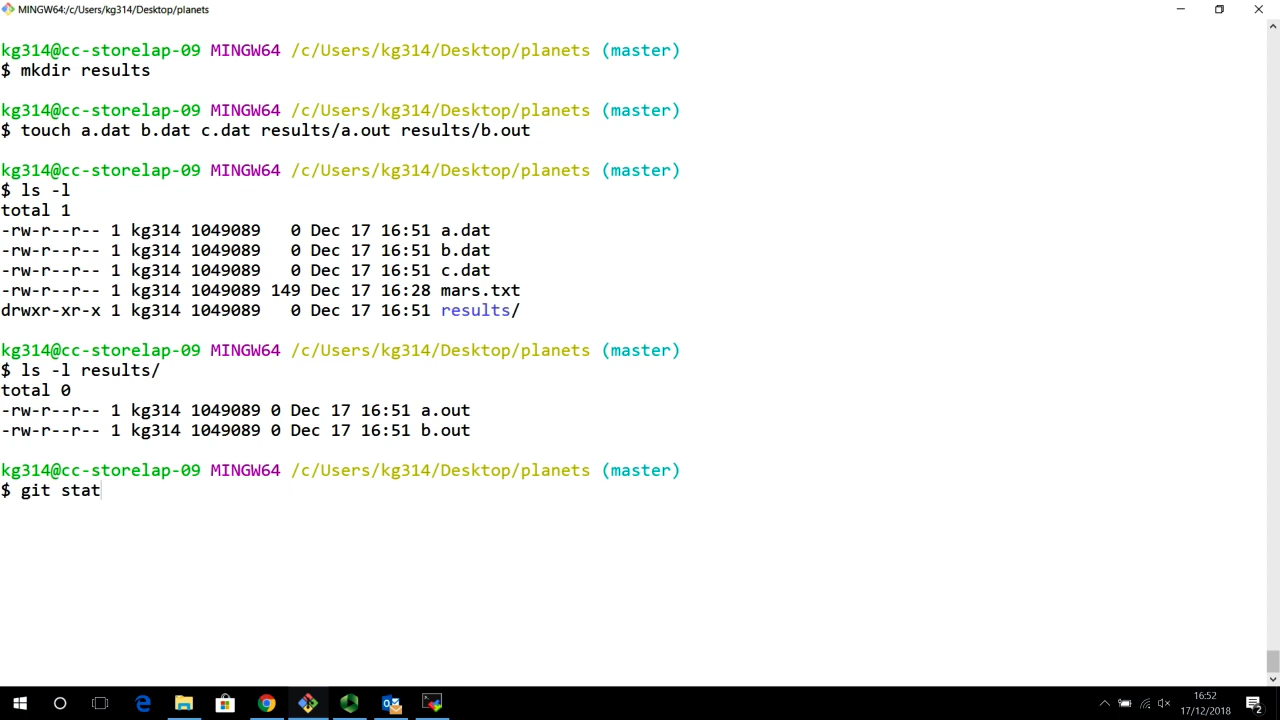 MINGW64:/c/Users/kg314/Desktop/planets
kg314@cc-storelap-09 MINGW64 /c/Users/kg314/Desktop/planets (master)
$ mkdir results
kg314@cc-storelap-09 MINGW64 /c/Users/kg314/Desktop/planets (master)
$ touch a.dat b.dat c.dat results/a.out results/b.out
kg314@cc-storelap-09 MINGW64 /c/Users/kg314/Desktop/planets (master)
$ ls -l
total 1
-rw-r--r-- 1 kg314 1049089   0 Dec 17 16:51 a.dat
-rw-r--r-- 1 kg314 1049089   0 Dec 17 16:51 b.dat
-rw-r--r-- 1 kg314 1049089   0 Dec 17 16:51 c.dat
-rw-r--r-- 1 kg314 1049089 149 Dec 17 16:28 mars.txt
drwxr-xr-x 1 kg314 1049089   0 Dec 17 16:51 results/
kg314@cc-storelap-09 MINGW64 /c/Users/kg314/Desktop/planets (master)
$ ls -l results/
total 0
-rw-r--r-- 1 kg314 1049089 0 Dec 17 16:51 a.out
-rw-r--r-- 1 kg314 1049089 0 Dec 17 16:51 b.out
kg314@cc-storelap-09 MINGW64 /c/Users/kg314/Desktop/planets (master)
$ git stat
16:52
17/12/2018
2